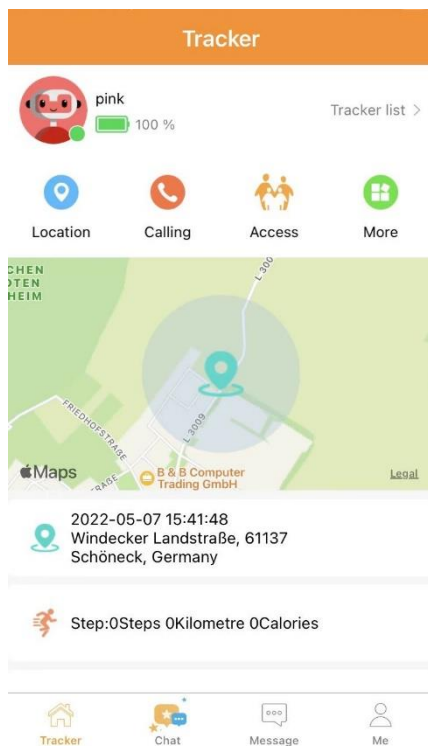 Tracker
pink
100 %
Tracker list >
Location
Calling
Access
More
CHEN
OTEN
HEIM
L 300
FRIEDHOFSTRAßE
L 3009
RAßE
B & B Computer
Trading GmbH
Maps
Legal
2022-05-07 15:41:48
Windecker Landstraße, 61137
Schöneck, Germany
Step:0Steps 0Kilometre 0Calories
Tracker
Chat
Message
Me